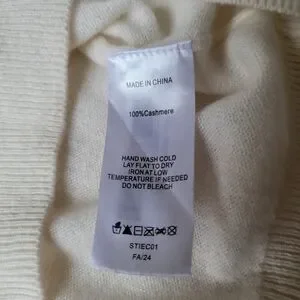 MADE IN CHINA
100%Cashmere
HAND WASH COLD
LAY FLAT TO DRY
IRON AT LOW
TEMPERATURE IF NEEDED
DO NOT BLEACH
STIEC01
FA/24